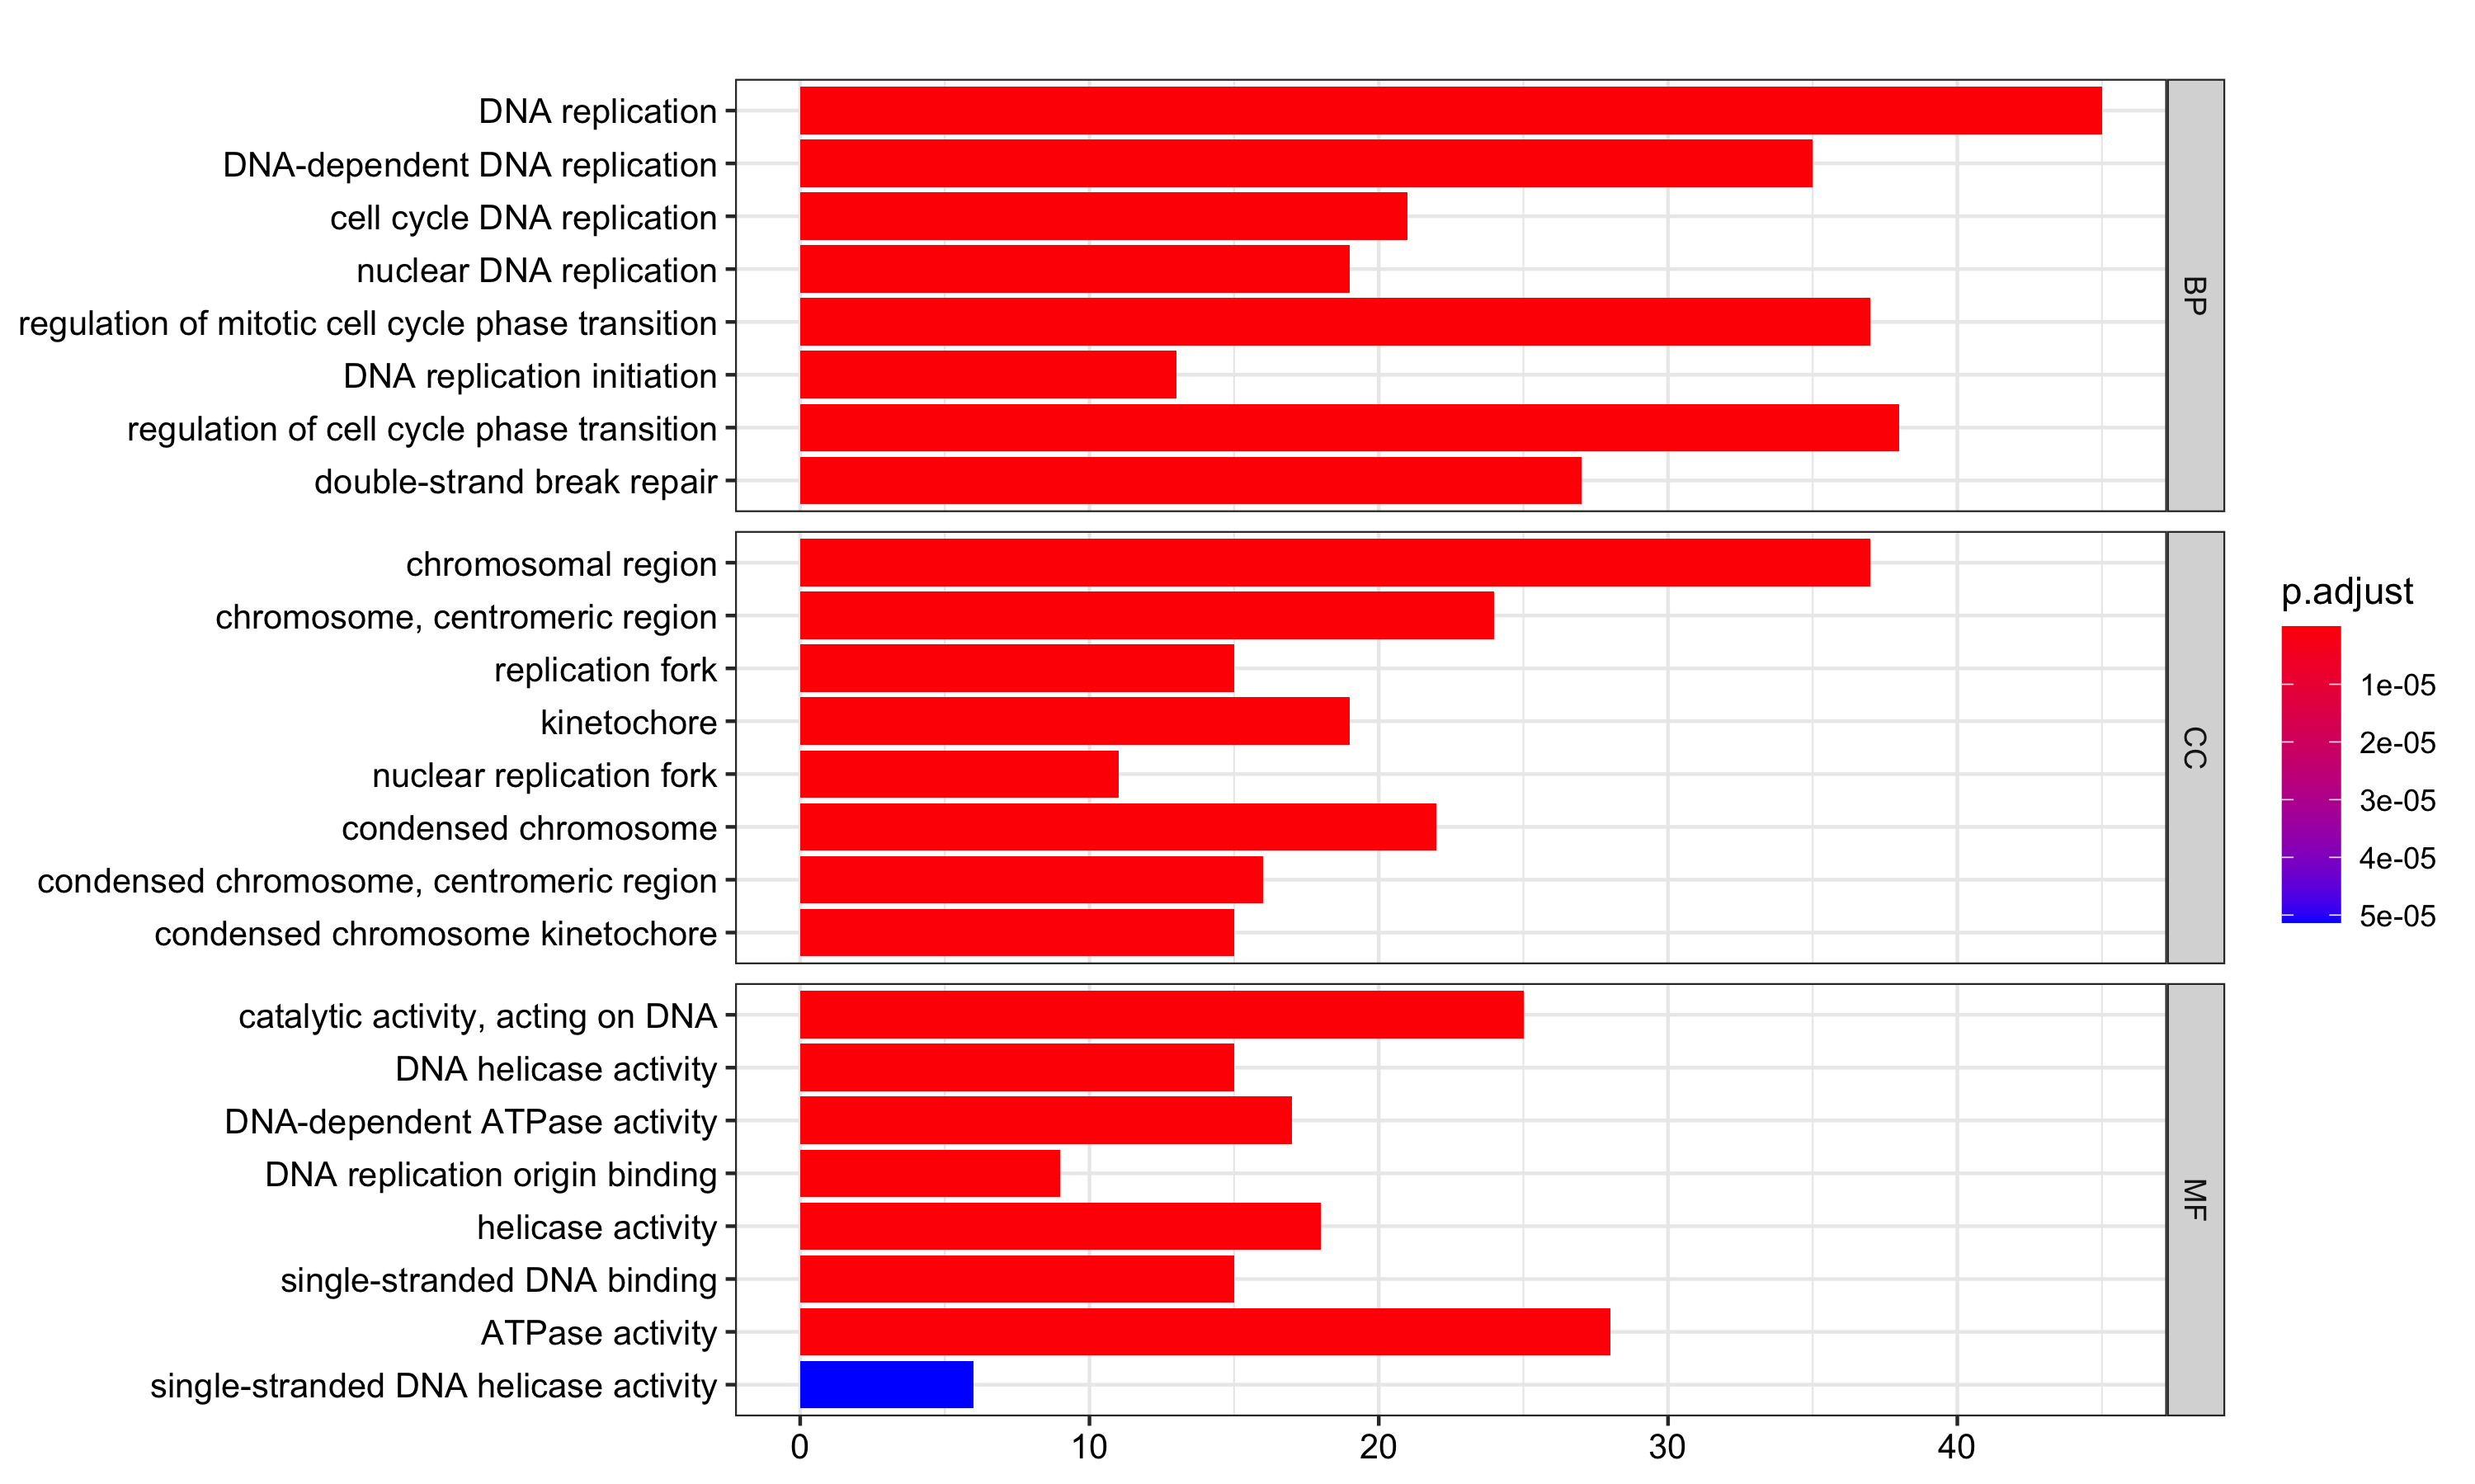 DNA replication
DNA-dependent DNA replication
cell cycle DNA replication
nuclear DNA replication
regulation of mitotic cell cycle phase transition
DNA replication initiation
regulation of cell cycle phase transition
double-strand break repair
BP
chromosomal region
chromosome, centromeric region
replication fork
kinetochore
nuclear replication fork
condensed chromosome
condensed chromosome, centromeric region
condensed chromosome kinetochore
CC
catalytic activity, acting on DNA
DNA helicase activity
DNA-dependent ATPase activity
DNA replication origin binding
helicase activity
single-stranded DNA binding
ATPase activity
single-stranded DNA helicase activity
MF
0 10 20 30 40
p.adjust
1e-05
2e-05
3e-05
4e-05
5e-05